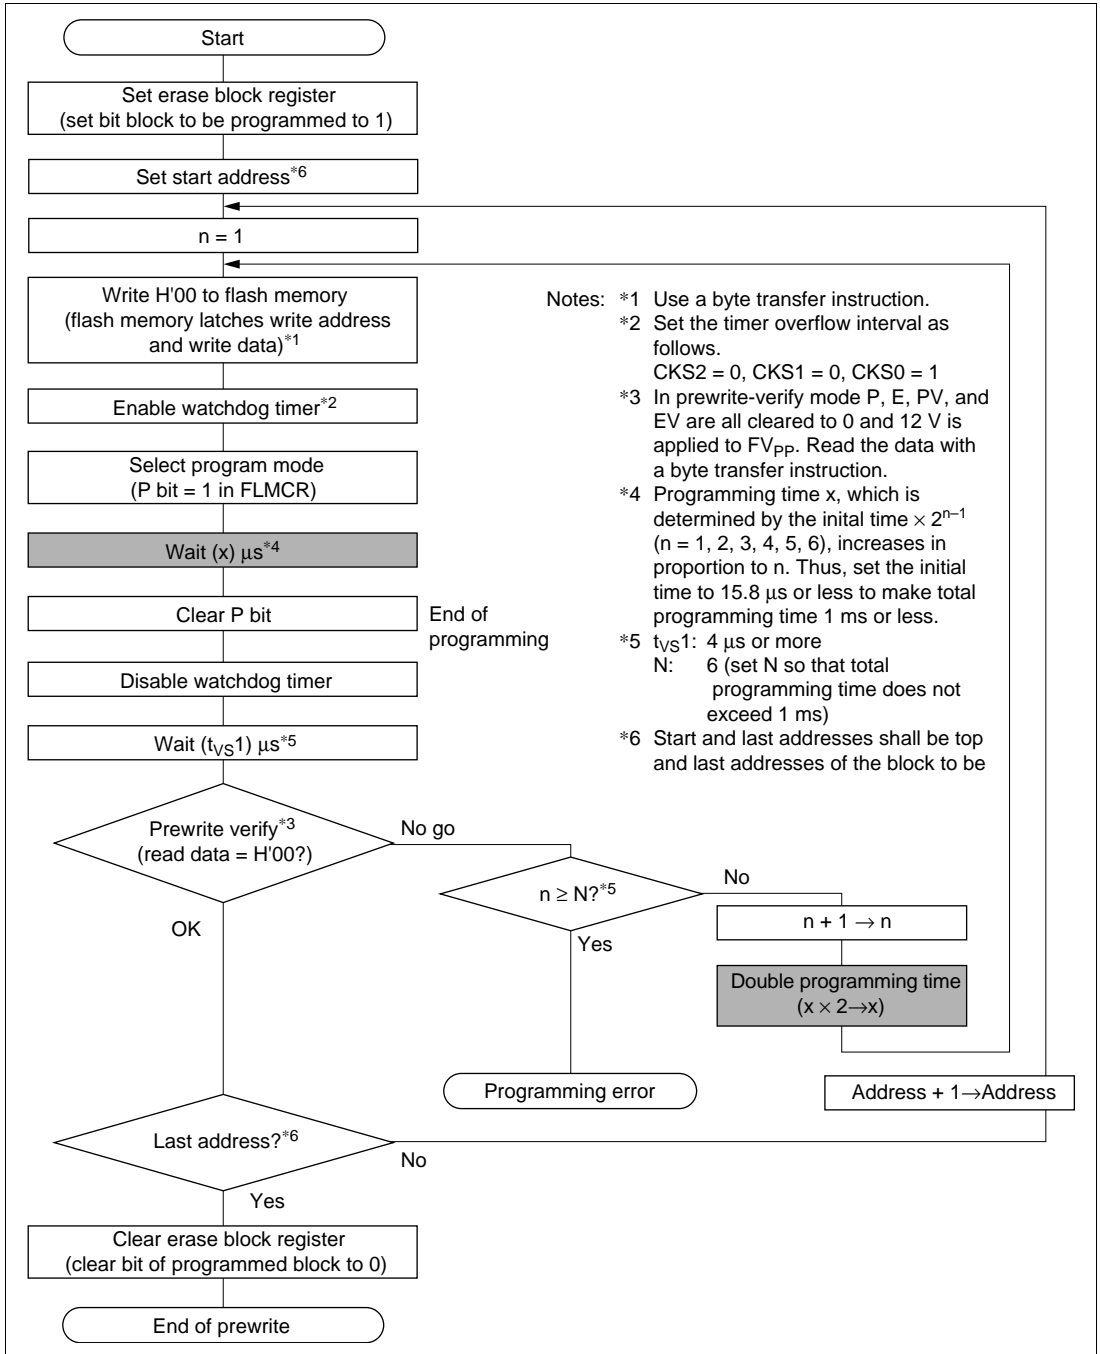 Start
Set erase block register
(set bit block to be programmed to 1)
Set start address*6
n = 1
Write H'00 to flash memory
(flash memory latches write address
and write data)*1
Enable watchdog timer*2
Select program mode
(P bit = 1 in FLMCR)
Wait (x) μs*4
Clear P bit
End of
programming
Disable watchdog timer
Wait (tVS1) μs*5
Notes: *1 Use a byte transfer instruction.
*2 Set the timer overflow interval as
follows.
CKS2 = 0, CKS1 = 0, CKS0 = 1
*3 In prewrite-verify mode P, E, PV, and
EV are all cleared to 0 and 12 V is
applied to FVPP. Read the data with
a byte transfer instruction.
*4 Programming time x, which is
determined by the inital time × 2n–1
(n = 1, 2, 3, 4, 5, 6), increases in
proportion to n. Thus, set the initial
time to 15.8 μs or less to make total
programming time 1 ms or less.
*5 tVS1: 4 μs or more
N: 6 (set N so that total
programming time does not
exceed 1 ms)
*6 Start and last addresses shall be top
and last addresses of the block to be
Prewrite verify*3
(read data = H'00?)
No go
OK
n ≥ N?*5
No
Yes
n + 1 → n
Double programming time
(x × 2→x)
Programming error
Address + 1→Address
Last address?*6
No
Yes
Clear erase block register
(clear bit of programmed block to 0)
End of prewrite